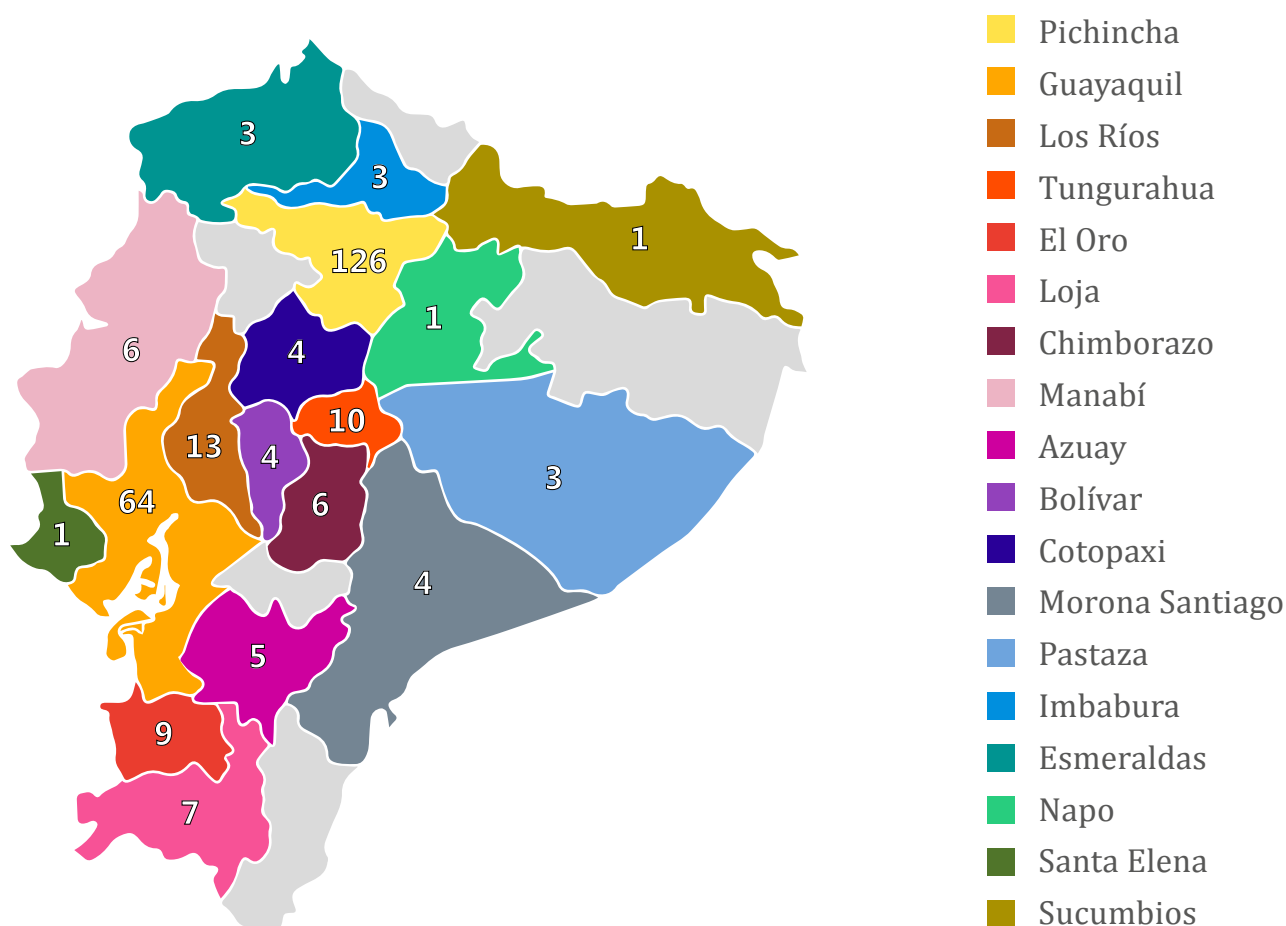 3
3
1
126
1
6
4
10
13
4
3
64
6
1
4
5
9
7
Pichincha
Guayaquil
Los Ríos
Tungurahua
El Oro
Loja
Chimborazo
Manabí
Azuay
Bolívar
Cotopaxi
Morona Santiago
Pastaza
Imbabura
Esmeraldas
Napo
Santa Elena
Sucumbios